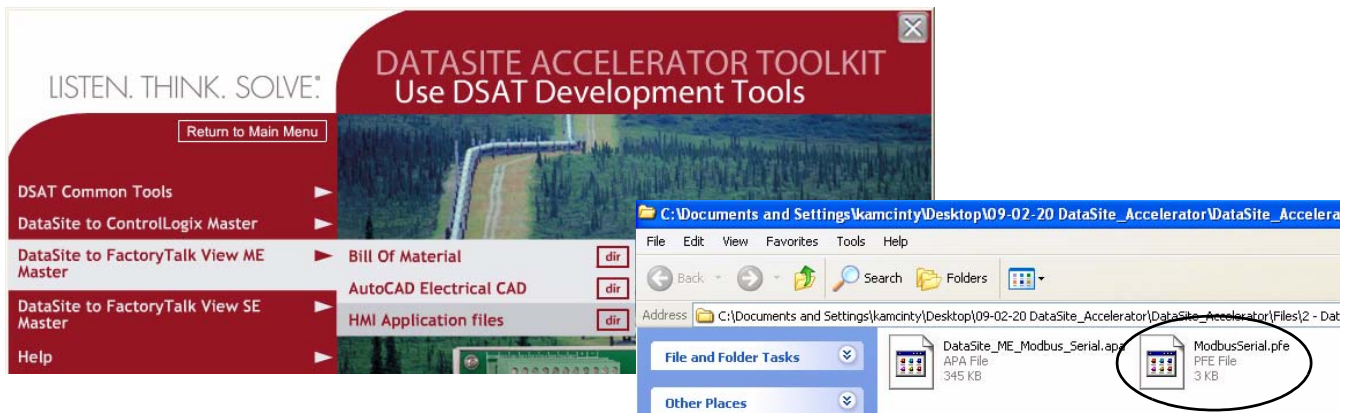 LISTEN. THINK. SOLVE.®
DATASITE ACCELERATOR TOOLKIT
Use DSAT Development Tools
Return to Main Menu
DSAT Common Tools
DataSite to ControlLogix Master
DataSite to FactoryTalk View ME
Master
DataSite to FactoryTalk View SE
Master
Help
Bill Of Material dir
AutoCAD Electrical CAD dir
HMI Application files dir
C:\Documents and Settings\kamcinty\Desktop\09-02-20 DataSite_Accelerator\DataSite_Accelera
File Edit View Favorites Tools Help
Back Search Folders
Address C:\Documents and Settings\kamcinty\Desktop\09-02-20 DataSite_Accelerator\DataSite_Accelerator\Files\2 - Dat
File and Folder Tasks
Other Places
DataSite_ME_Modbus_Serial.apa
APA File
345 KB
ModbusSerial.pfe
PFE File
3 KB